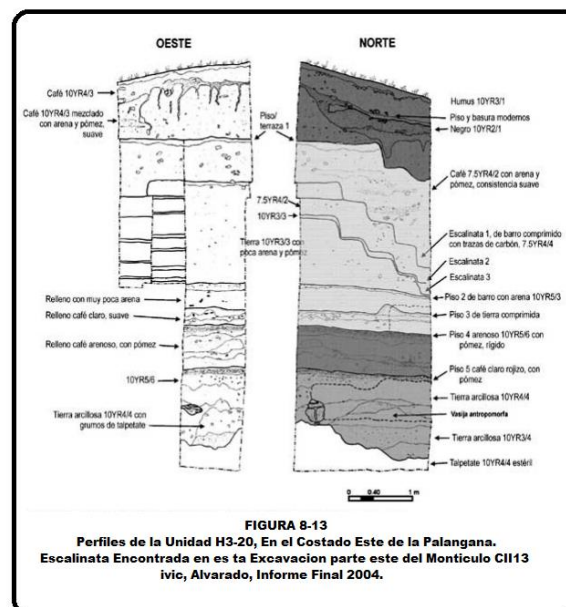 OESTE
NORTE
Café 10YR4/3
Café 10YR4/3 mezclado
con arena y pómez,
suave
Piso/
terraza 1
7.5YR4/2
10YR3/3
Tierra 10YR3/3 con
poca arena y pómez
Relleno con muy poca arena
Relleno café claro, suave
Relleno café arenoso, con pómez
10YR5/6
Tierra arcillosa 10YR4/4 con
grumos de talpetate
Humus 10YR3/1
Piso y basura modernos
Negro 10YR2/1
Café 7.5YR4/2 con arena y
pómez, consistencia suave
Escalinata 1, de barro comprimido
con trazas de carbón, 7.5YR4/4
Escalinata 2
Escalinata 3
Piso 2 de barro con arena 10YR5/3
Piso 3 de tierra comprimida
Piso 4 arenoso 10YR5/6 con
pómez, rígido
Piso 5 café claro rojizo, con
pómez
Tierra arcillosa 10YR4/4
Vasija antropomorfa
Tierra arcillosa 10YR3/4
Talpetate 10YR4/4 estéril
0 0.40 1 m
FIGURA 8-13
Perfiles de la Unidad H3-20, En el Costado Este de la Palangana.
Escalinata Encontrada en es ta Excavacion parte este del Monticulo CII13
ivic, Alvarado, Informe Final 2004.